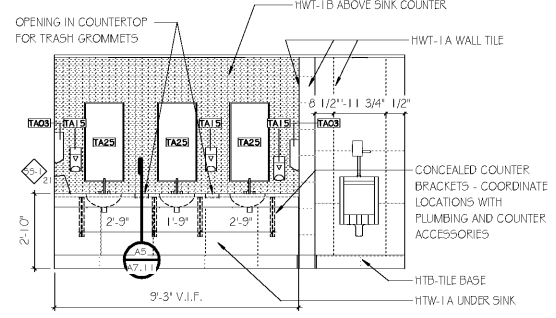 HWT-1B ABOVE SINK COUNTER
OPENING IN COUNTERTOP
FOR TRASH GROMMETS
HWT-1A WALL TILE
8 1/2"
11 3/4"
1/2"
TA03
TA15
TA15
TA15
TA03
TA25
TA25
TA25
SS-1
21
CONCEALED COUNTER
BRACKETS - COORDINATE
LOCATIONS WITH
PLUMBING AND COUNTER
ACCESSORIES
2'-10"
2'-9"
1'-9"
2'-9"
A5
A7.11
HTB-TILE BASE
9'-3" V.I.F.
HTW-1A UNDER SINK